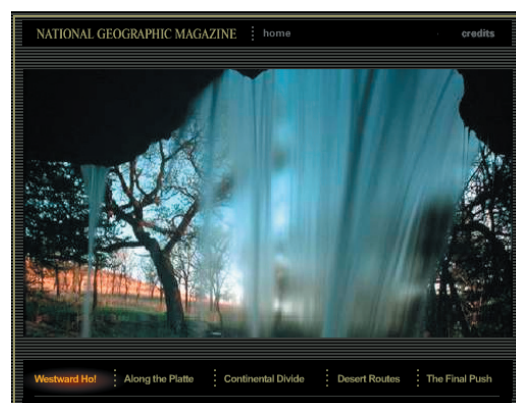 NATIONAL GEOGRAPHIC MAGAZINE home credits
Westward Ho! Along the Platte Continental Divide Desert Routes The Final Push